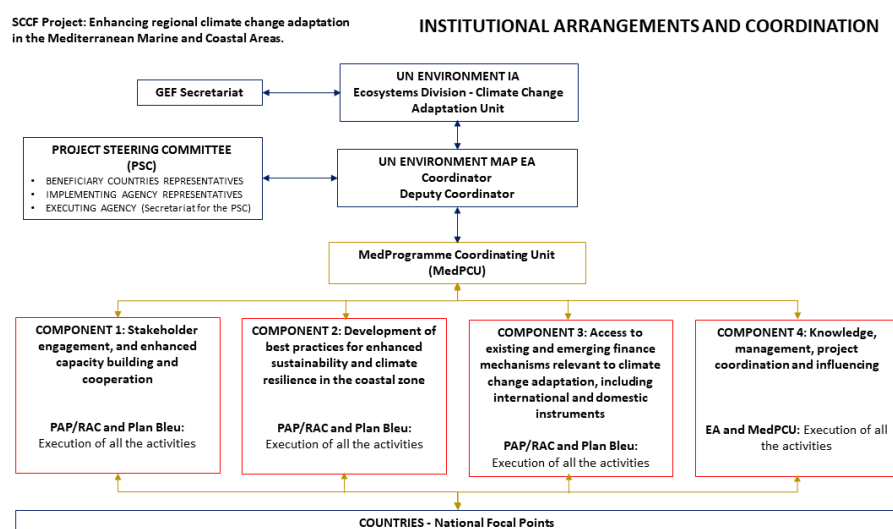 SCCF Project: Enhancing regional climate change adaptation
in the Mediterranean Marine and Coastal Areas.
INSTITUTIONAL ARRANGEMENTS AND COORDINATION
GEF Secretariat
UN ENVIRONMENT IA
Ecosystems Division - Climate Change
Adaptation Unit
PROJECT STEERING COMMITTEE
(PSC)
• BENEFICIARY COUNTRIES REPRESENTATIVES
• IMPLEMENTING AGENCY REPRESENTATIVES
• EXECUTING AGENCY (Secretariat for the PSC)
UN ENVIRONMENT MAP EA
Coordinator
Deputy Coordinator
MedProgramme Coordinating Unit
(MedPCU)
COMPONENT 1: Stakeholder
engagement, and enhanced
capacity building and
cooperation
PAP/RAC and Plan Bleu:
Execution of all the activities
COMPONENT 2: Development of
best practices for enhanced
sustainability and climate
resilience in the coastal zone
PAP/RAC and Plan Bleu:
Execution of all the activities
COMPONENT 3: Access to
existing and emerging finance
mechanisms relevant to climate
change adaptation, including
international and domestic
instruments
PAP/RAC and Plan Bleu:
Execution of all the activities
COMPONENT 4: Knowledge,
management, project
coordination and influencing
EA and MedPCU: Execution of all
the activities
COUNTRIES - National Focal Points